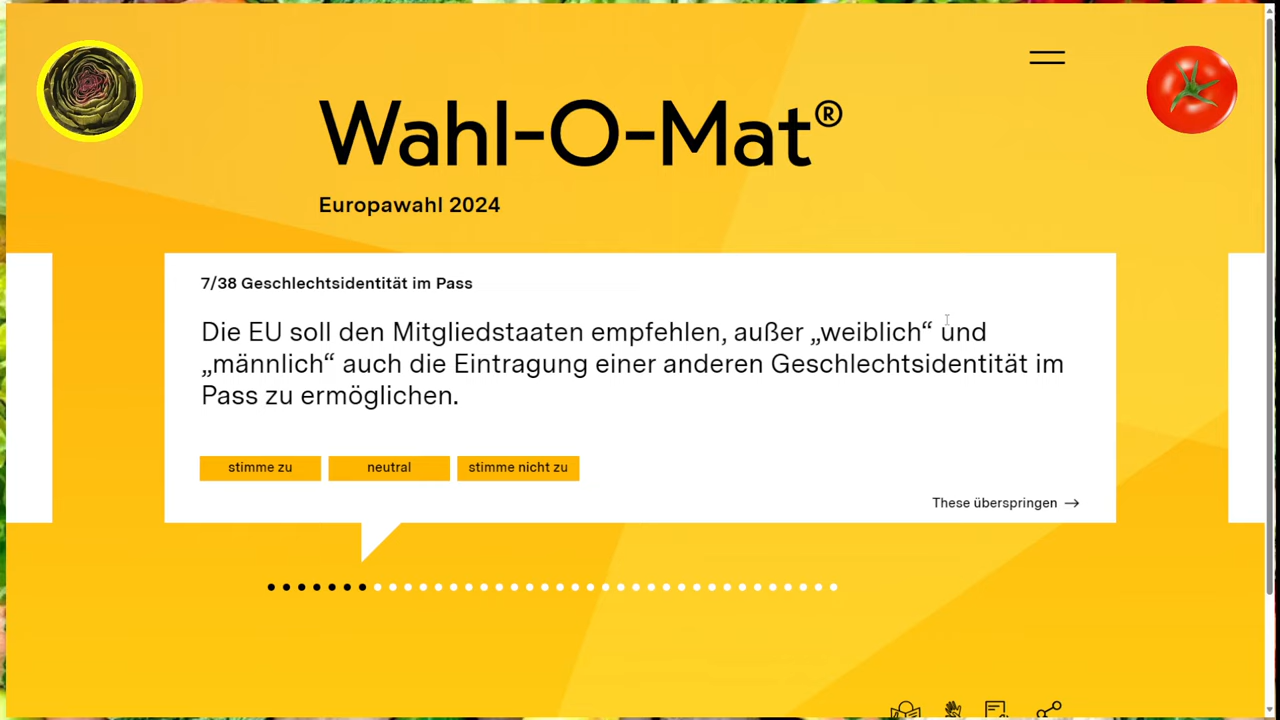 Wahl-O-Mat®
Europawahl 2024
7/38 Geschlechtsidentität im Pass
Die EU soll den Mitgliedstaaten empfehlen, außer „weiblich“ und
„männlich“ auch die Eintragung einer anderen Geschlechtsidentität im
Pass zu ermöglichen.
stimme zu
neutral
stimme nicht zu
These überspringen →